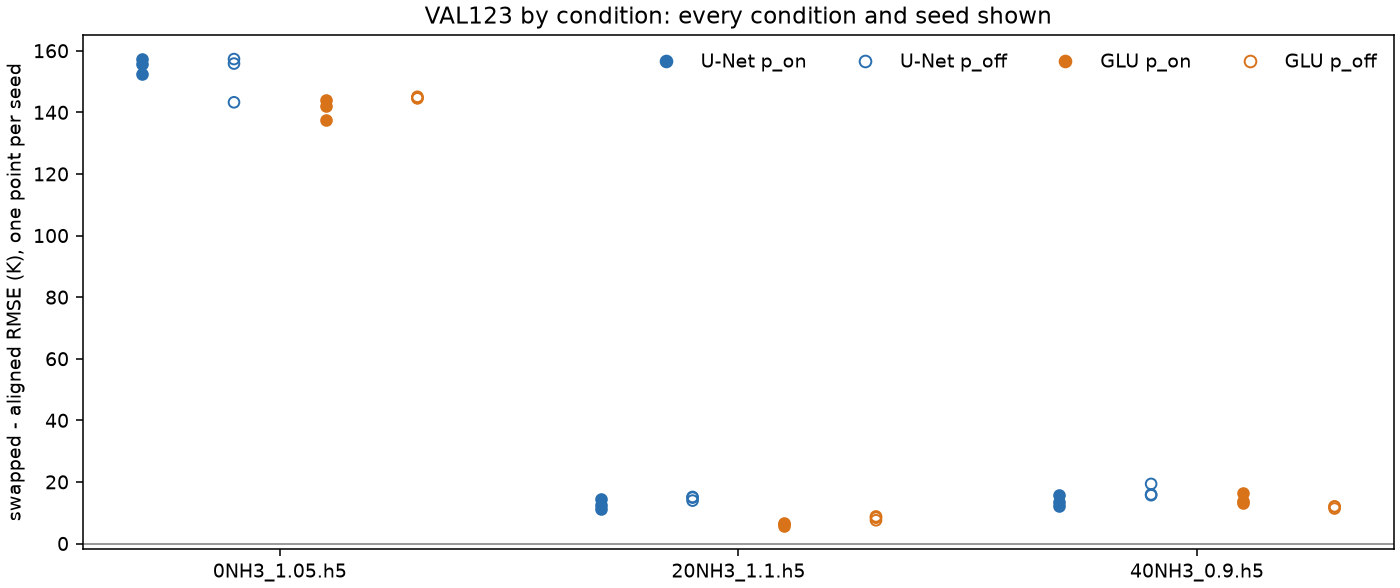 VAL123 by condition: every condition and seed shown
swapped - aligned RMSE (K), one point per seed
160
140
120
100
80
60
40
20
0
U-Net p_on
U-Net p_off
GLU p_on
GLU p_off
0NH3_1.05.h5
20NH3_1.1.h5
40NH3_0.9.h5